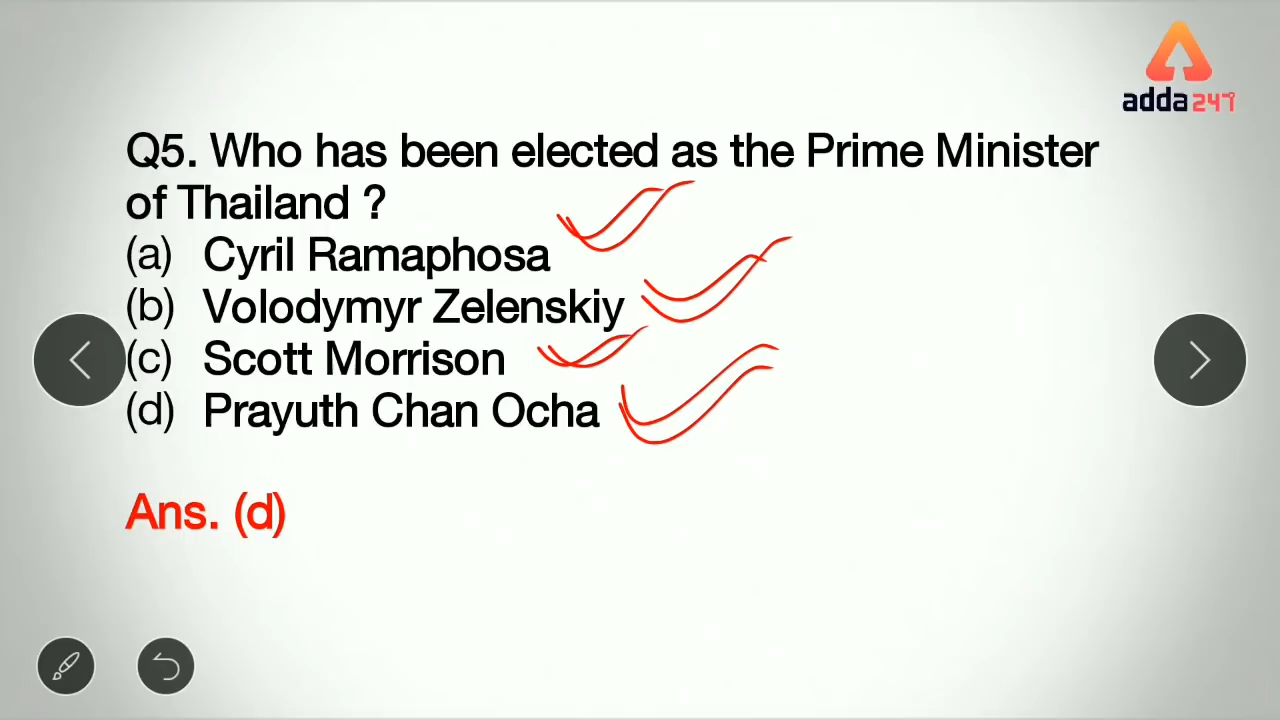 adda247
Q5. Who has been elected as the Prime Minister
of Thailand ?
(a) Cyril Ramaphosa
(b) Volodymyr Zelenskiy
(c) Scott Morrison
(d) Prayuth Chan Ocha
Ans. (d)